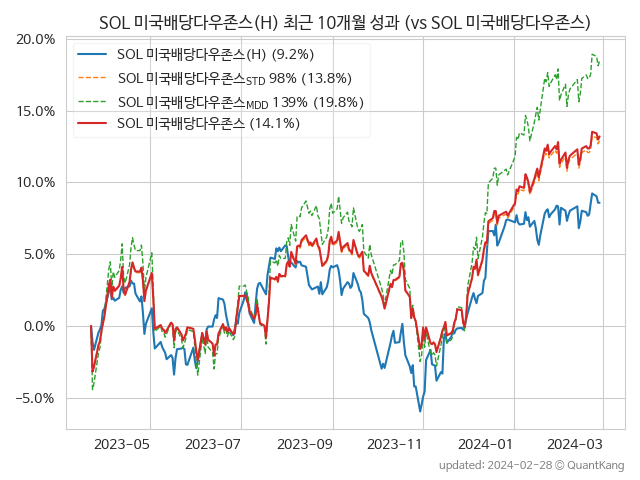 SOL 미국배당다우존스(H) 최근 10개월 성과 (vs SOL 미국배당다우존스)
20.0%
15.0%
10.0%
5.0%
0.0%
−5.0%
SOL 미국배당다우존스(H) (9.2%)
SOL 미국배당다우존스STD 98% (13.8%)
SOL 미국배당다우존스MDD 139% (19.8%)
SOL 미국배당다우존스 (14.1%)
2023-05 2023-07 2023-09 2023-11 2024-01 2024-03
updated: 2024-02-28 © QuantKang